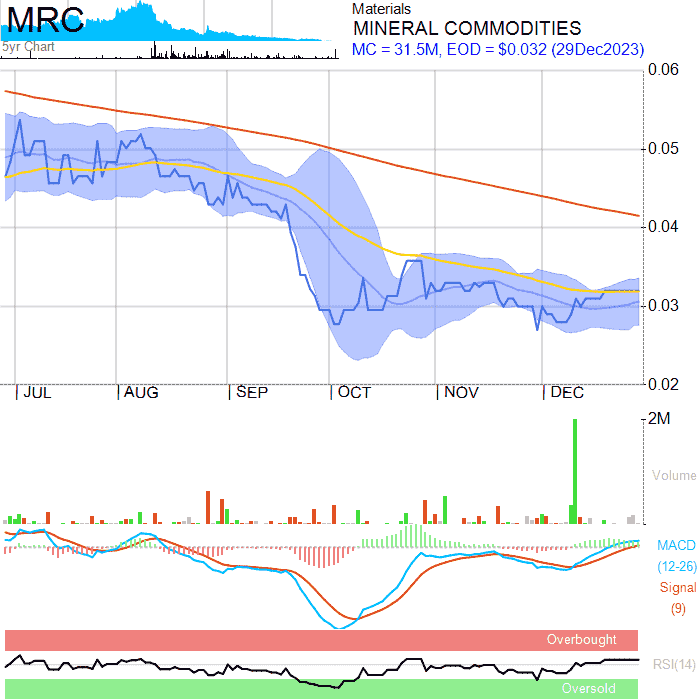 MRC
5yr Chart
Materials
MINERAL COMMODITIES
MC = 31.5M, EOD = $0.032 (29Dec2023)
0.06
0.05
0.04
0.03
0.02
JUL AUG SEP OCT NOV DEC
2M
Volume
MACD
(12-26)
Signal
(9)
Overbought
RSI(14)
Oversold